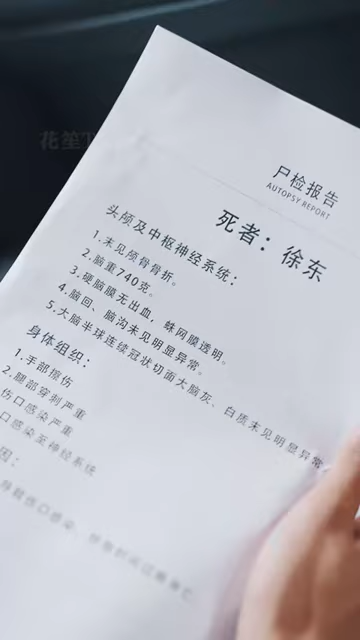 花笙
尸检报告
AUTOPSY REPORT
死者：徐东
头颅及中枢神经系统：
1.未见颅骨骨折。
2.脑重740克。
3.硬脑膜无出血，蛛网膜透明。
4.脑回、脑沟未见明显异常。
5.大脑半球连续冠状切面大脑灰、白质未见明显异常
身体组织：
1.手部擦伤
2.腿部穿刺严重
伤口感染严重
口感染至神经系统
因：